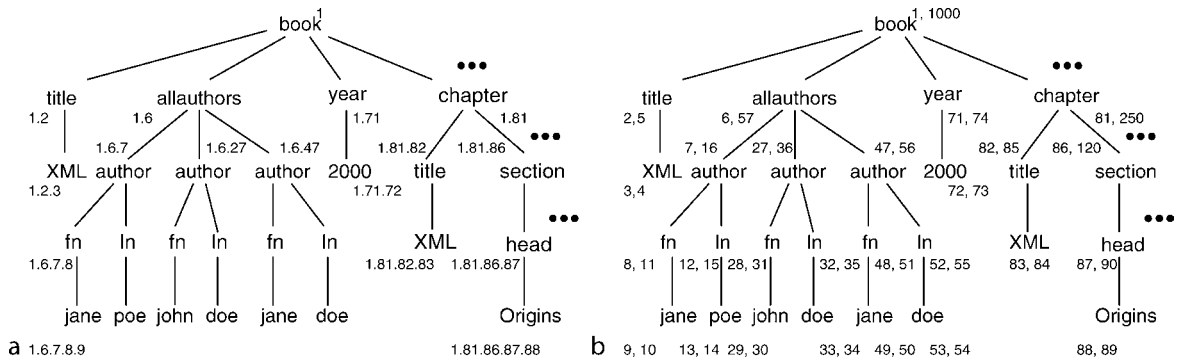 book 1 book 1, 1000
••• •••
title allauthors year chapter title allauthors year chapter
1.2 1.6 1.71 1.81 2,5 6, 57 71, 74 81, 250
••• •••
1.6.7 1.6.27 1.6.47 1.81.82 1.81.86 7, 16 27, 36 47, 56 82, 85 86, 120
XML author author author 2000 title section XML author author author 2000 title section
1.2.3 1.71.72 3,4 72, 73
••• •••
fn ln fn ln fn ln XML head fn ln fn ln fn ln XML head
1.6.7.8 1.81.82.83 1.81.86.87 8, 11 12, 15 28, 31 32, 35 48, 51 52, 55 83, 84 87, 90
jane poe john doe jane doe Origins jane poe john doe jane doe Origins
a 1.6.7.8.9 1.81.86.87.88 b 9, 10 13, 14 29, 30 33, 34 49, 50 53, 54 88, 89